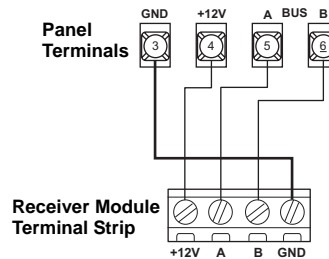 GND +12V A BUS B
Panel
Terminals
3 4 5 6
Receiver Module
Terminal Strip
+12V A B GND